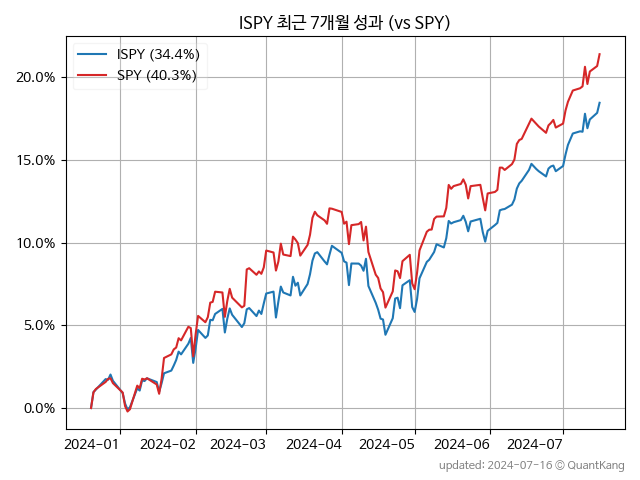 ISPY 최근 7개월 성과 (vs SPY)
ISPY (34.4%)
SPY (40.3%)
20.0%
15.0%
10.0%
5.0%
0.0%
2024-01 2024-02 2024-03 2024-04 2024-05 2024-06 2024-07
updated: 2024-07-16 © QuantKang